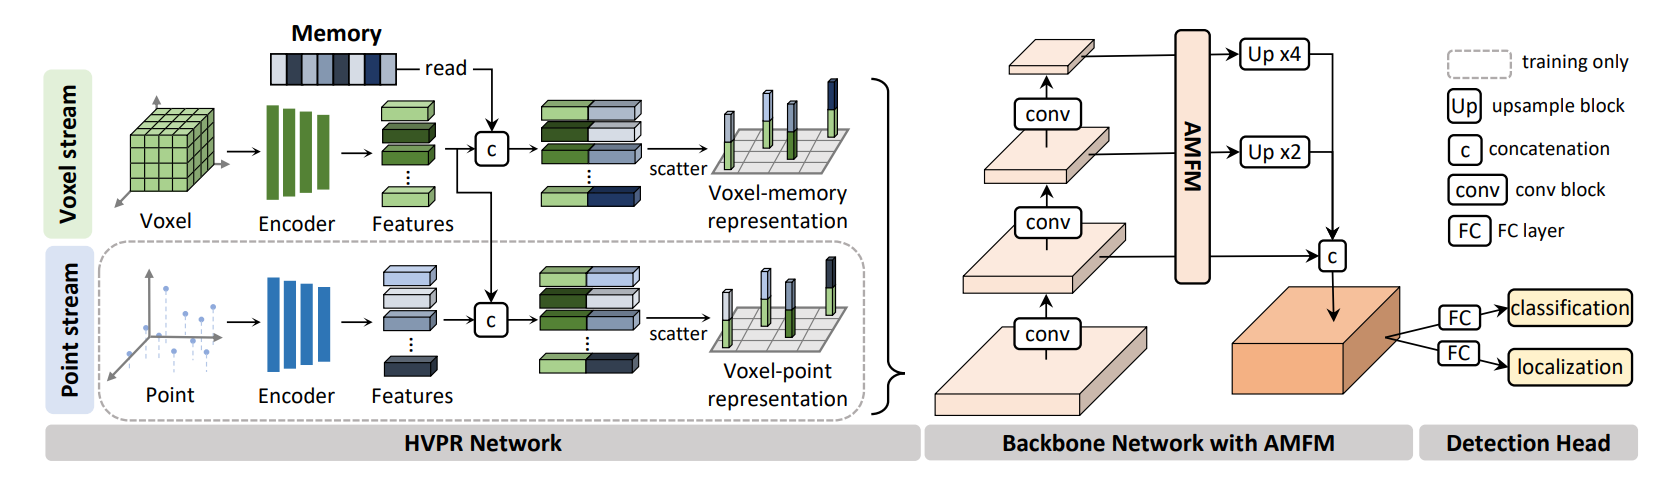 Memory
read
Voxel stream
Voxel
Encoder
Features
c
scatter
Voxel-memory
representation
Point stream
Point
Encoder
Features
c
scatter
Voxel-point
representation
HVPR Network
conv
conv
conv
AMFM
Up x4
Up x2
c
Backbone Network with AMFM
training only
Up upsample block
c concatenation
conv conv block
FC FC layer
FC classification
FC localization
Detection Head